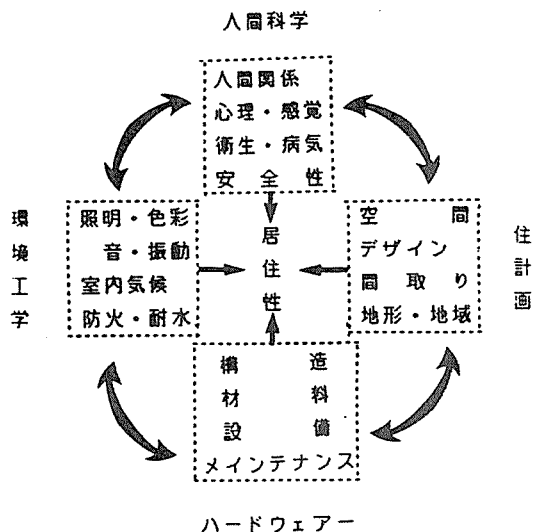 人間科学
人間関係
心理・感覚
衛生・病気
安全性
環境工学
照明・色彩
音・振動
室内気候
防火・耐水
居住性
空間
デザイン
間取り
地形・地域
住計画
構造
材料
設備
メインテナンス
ハードウェアー